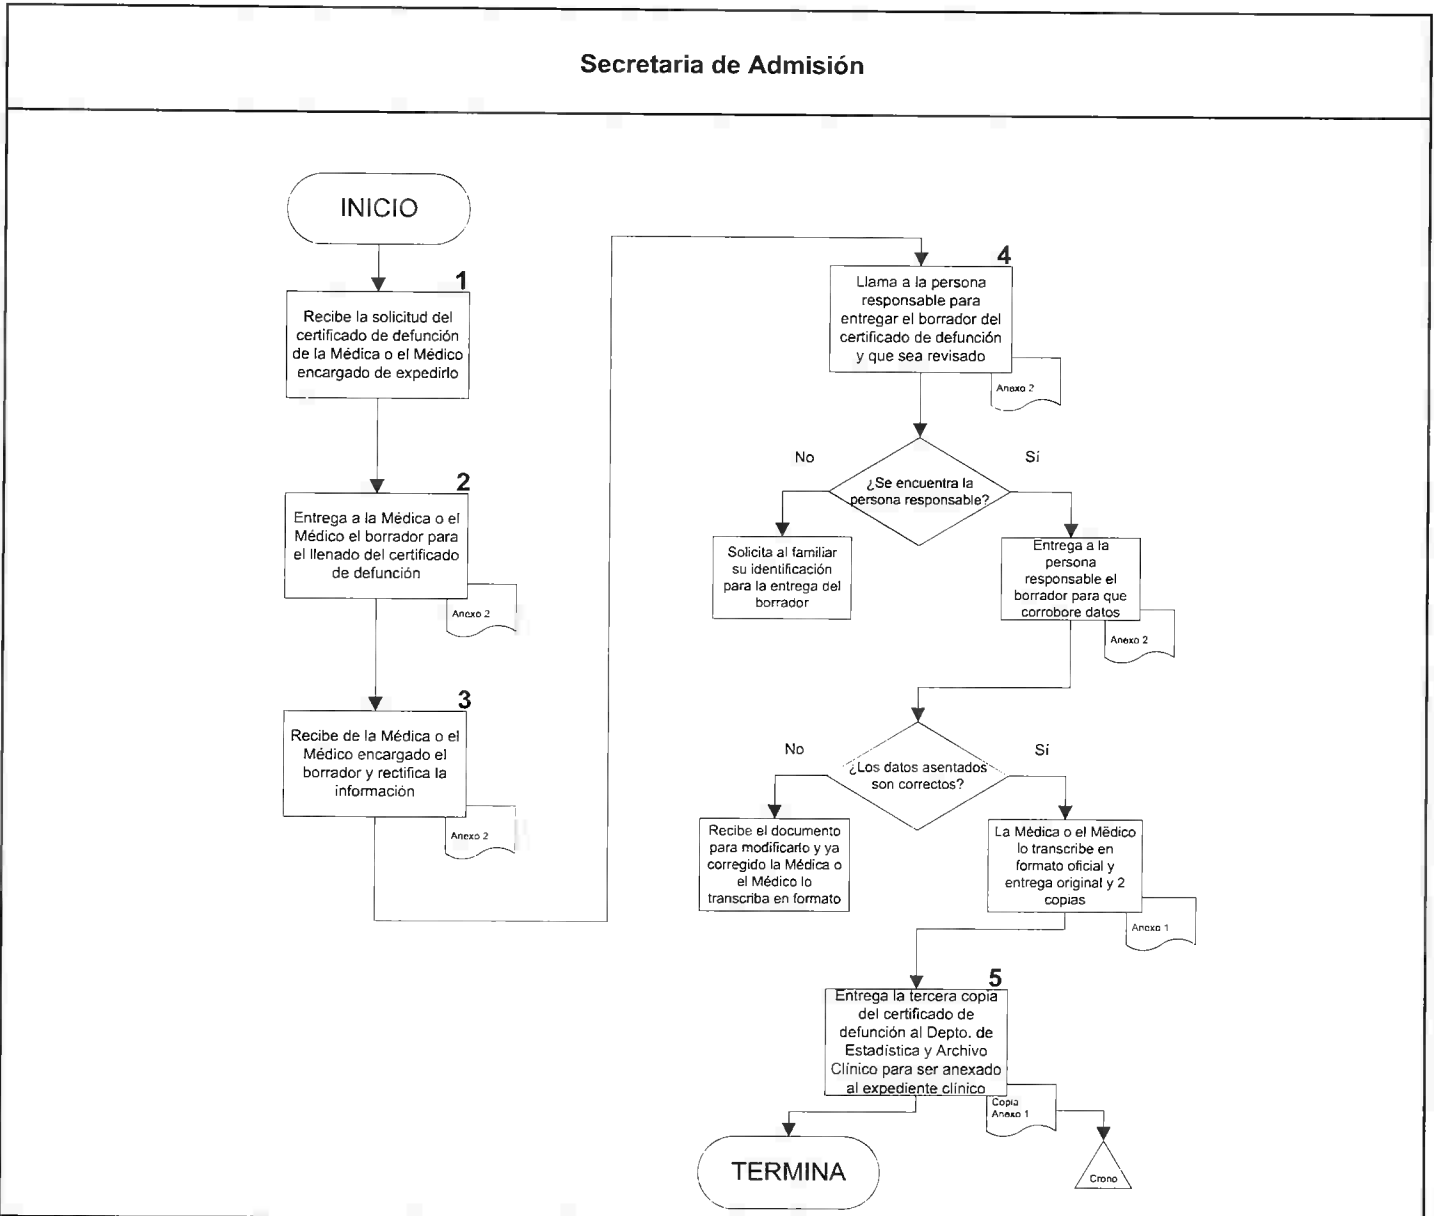 Secretaria de Admisión
INICIO
1
Recibe la solicitud del
certificado de defunción
de la Médica o el Médico
encargado de expedirlo
2
Entrega a la Médica o el
Médico el borrador para
el llenado del certificado
de defunción
Anexo 2
3
Recibe de la Médica o el
Médico encargado el
borrador y rectifica la
información
Anexo 2
4
Llama a la persona
responsable para
entregar el borrador del
certificado de defunción
y que sea revisado
Anexo 2
¿Se encuentra la
persona responsable?
No
Sí
Solicita al familiar
su identificación
para la entrega del
borrador
Entrega a la
persona
responsable el
borrador para que
corrobore datos
Anexo 2
¿Los datos asentados
son correctos?
No
Sí
Recibe el documento
para modificarlo y ya
corregido la Médica o
el Médico lo
transcriba en formato
La Médica o el Médico
lo transcribe en
formato oficial y
entrega original y 2
copias
Anexo 1
5
Entrega la tercera copia
del certificado de
defunción al Depto. de
Estadística y Archivo
Clínico para ser anexado
al expediente clínico
Copia
Anexo 1
Crono
TERMINA